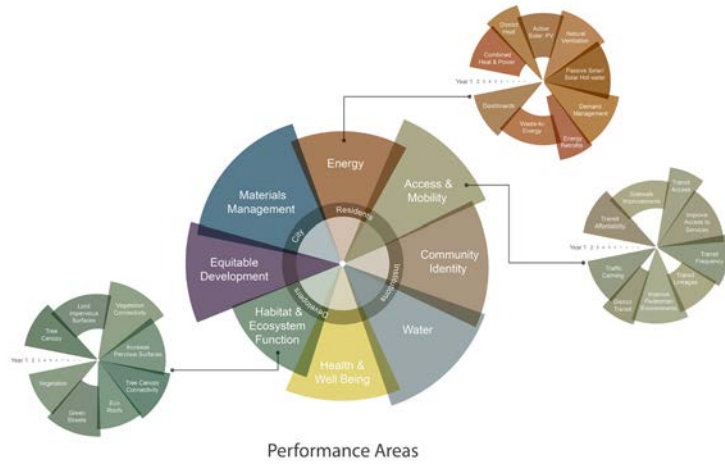 District
Heat
Active
Solar: PV
Natural
Ventilation
Combined
Heat & Power
Passive Solar/
Solar Hot water
Year 1 2 3 4 5
Dashboards
Demand
Management
Waste-to-
Energy
Energy
Retrofits
Energy
Access &
Mobility
Materials
Management
Residents
City
Institutions
Developers
Equitable
Development
Community
Identity
Habitat &
Ecosystem
Function
Water
Health &
Well Being
Transit
Access
Sidewalk
Improvements
Transit
Affordability
Improve
Access to
Services
Year 1 2 3 4 5
Transit
Frequency
Traffic
Calming
Transit
Linkages
Transit
Improve
Pedestrian
Environments
Vegetation
Connectivity
Limit
Impervious
Surfaces
Tree
Canopy
Increase
Pervious Surfaces
Year 1 2 3 4
Vegetation
Tree Canopy
Connectivity
Green
Streets
Eco
Roofs
Performance Areas